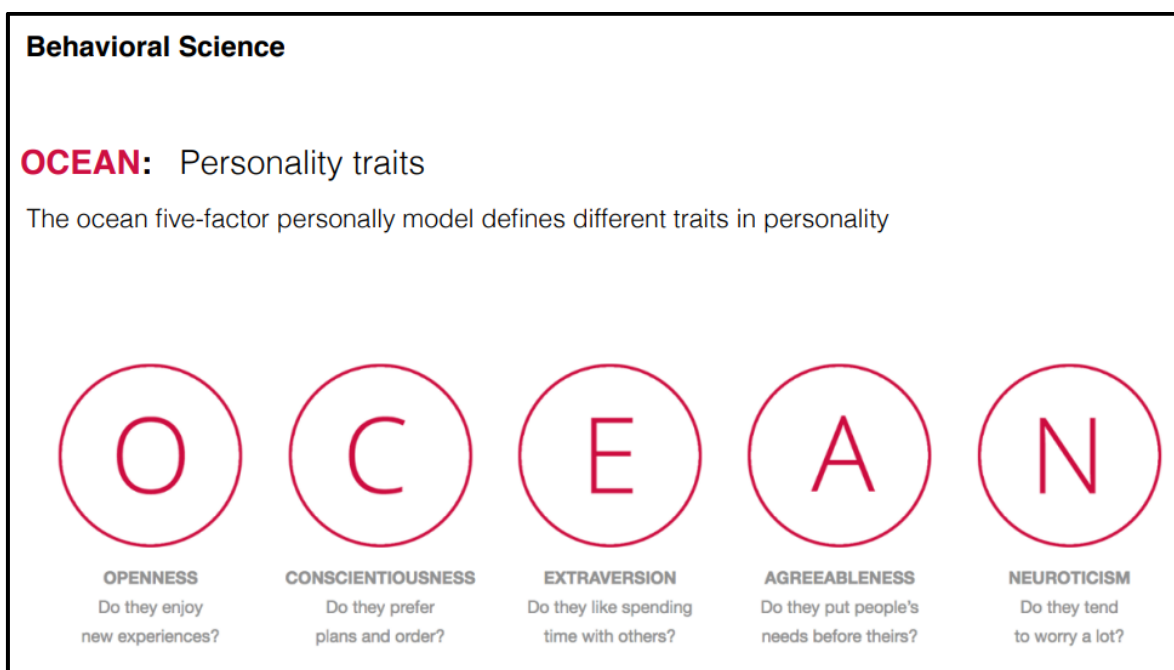 Behavioral Science
OCEAN: Personality traits
The ocean five-factor personally model defines different traits in personality
O
C
E
A
N
OPENNESS
Do they enjoy
new experiences?
CONSCIENTIOUSNESS
Do they prefer
plans and order?
EXTRAVERSION
Do they like spending
time with others?
AGREEABLENESS
Do they put people's
needs before theirs?
NEUROTICISM
Do they tend
to worry a lot?